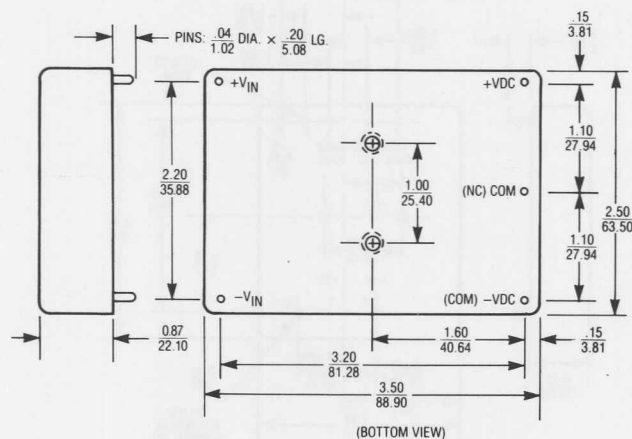 PINS: .04/1.02 DIA. × .20/5.08 LG.
.15/3.81
+VIN
+VDC
1.10/27.94
2.20/35.88
1.00/25.40
(NC) COM
2.50/63.50
1.10/27.94
−VIN
(COM) −VDC
0.87/22.10
1.60/40.64
.15/3.81
3.20/81.28
3.50/88.90
(BOTTOM VIEW)